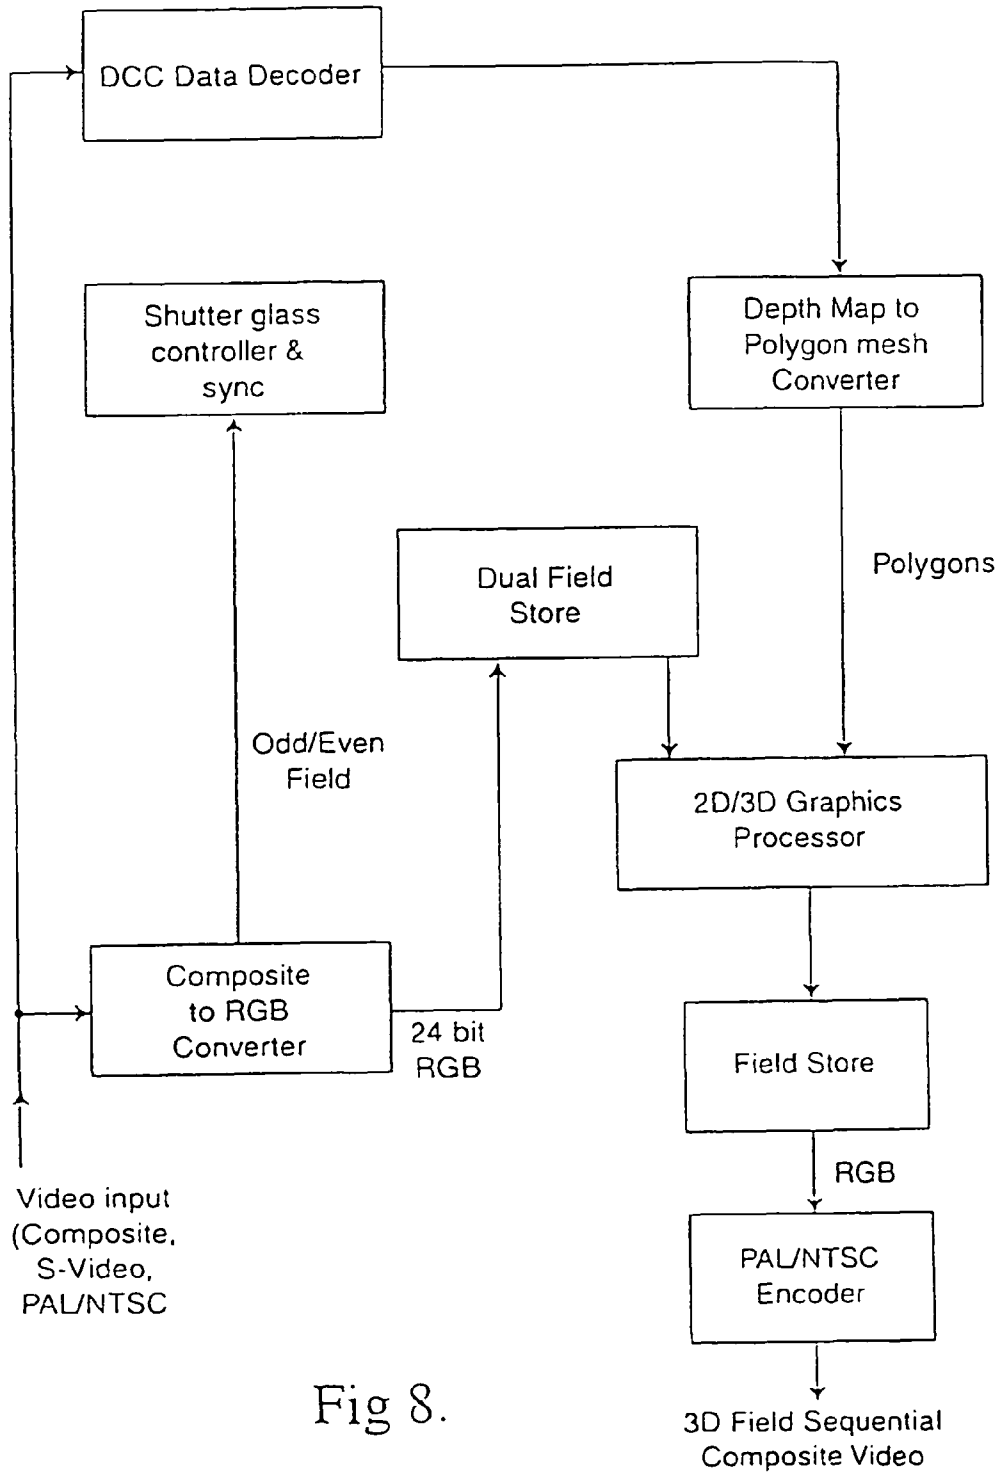 DCC Data Decoder
Shutter glass
controller &
sync
Depth Map to
Polygon mesh
Converter
Dual Field
Store
Polygons
Odd/Even
Field
2D/3D Graphics
Processor
Composite
to RGB
Converter
24 bit
RGB
Field Store
RGB
Video input
(Composite,
S-Video,
PAL/NTSC
PAL/NTSC
Encoder
Fig 8.
3D Field Sequential
Composite Video